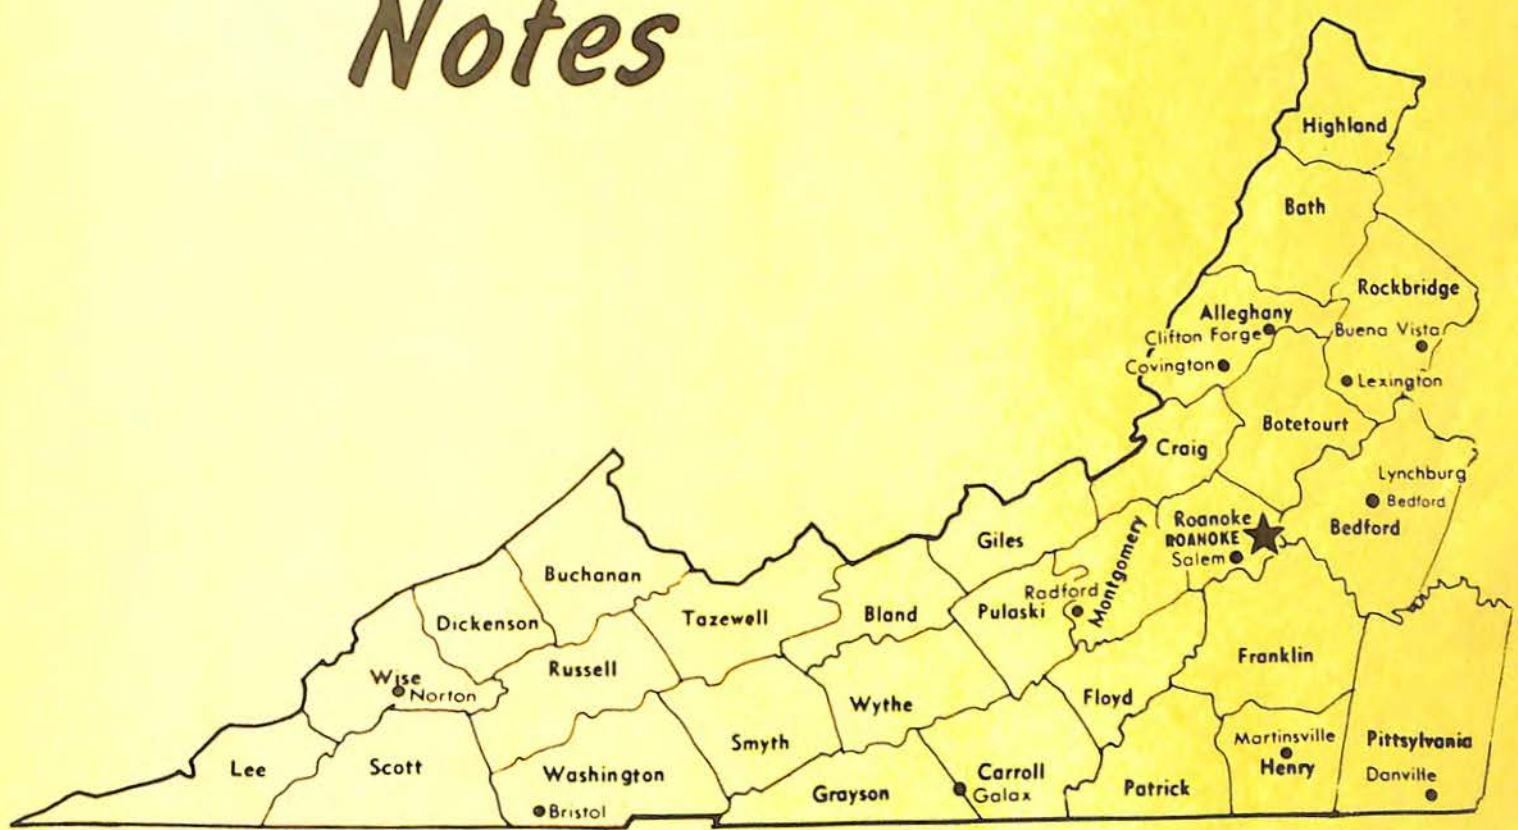 Notes
Highland
Bath
Rockbridge
Alleghany
Clifton Forge
Buena Vista
Covington
Lexington
Botetourt
Craig
Lynchburg
Bedford
Bedford
Roanoke
ROANOKE
Salem
Giles
Montgomery
Radford
Pulaski
Buchanan
Dickenson
Tazewell
Bland
Russell
Wise
Norton
Franklin
Floyd
Wythe
Smyth
Lee
Scott
Washington
Bristol
Grayson
Carroll
Galax
Patrick
Martinsville
Henry
Pittsylvania
Danville